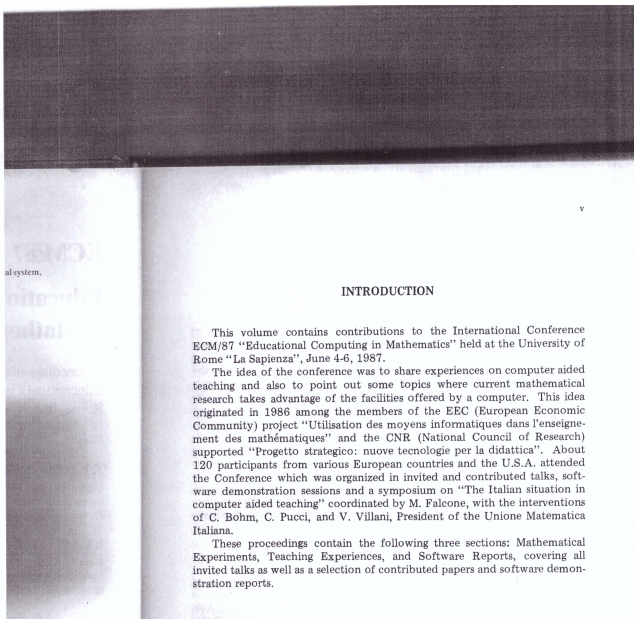 v
al system,
INTRODUCTION
This volume contains contributions to the International Conference
ECM/87 “Educational Computing in Mathematics” held at the University of
Rome “La Sapienza”, June 4-6, 1987.
The idea of the conference was to share experiences on computer aided
teaching and also to point out some topics where current mathematical
research takes advantage of the facilities offered by a computer. This idea
originated in 1986 among the members of the EEC (European Economic
Community) project “Utilisation des moyens informatiques dans l'enseigne-
ment des mathématiques” and the CNR (National Council of Research)
supported “Progetto strategico: nuove tecnologie per la didattica”. About
120 participants from various European countries and the U.S.A. attended
the Conference which was organized in invited and contributed talks, soft-
ware demonstration sessions and a symposium on “The Italian situation in
computer aided teaching” coordinated by M. Falcone, with the interventions
of C. Bohm, C. Pucci, and V. Villani, President of the Unione Matematica
Italiana.
These proceedings contain the following three sections: Mathematical
Experiments, Teaching Experiences, and Software Reports, covering all
invited talks as well as a selection of contributed papers and software demon-
stration reports.